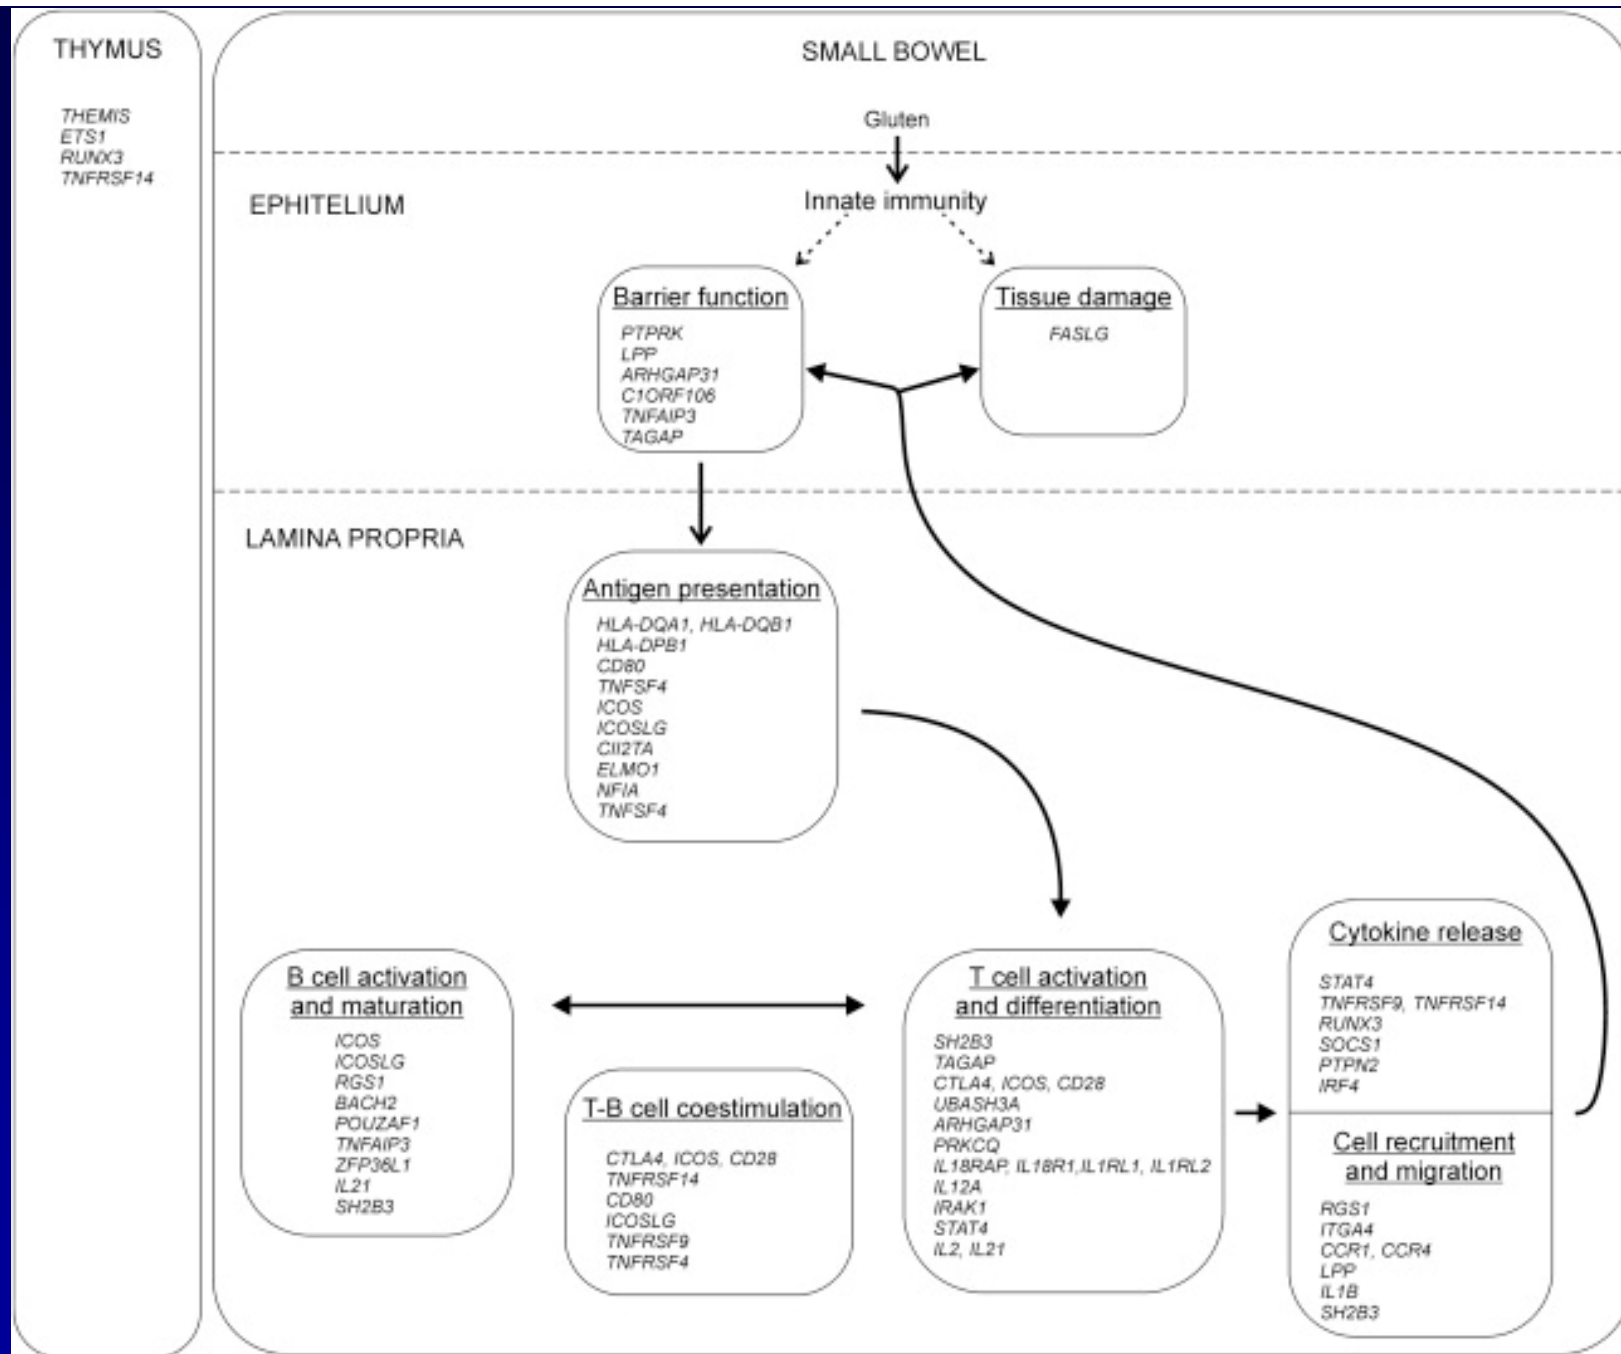 THYMUS
THEMIS
ETS1
RUNX3
TNFRSF14
SMALL BOWEL
Gluten
EPHITELIUM
Innate immunity
Barrier function
PTPRK
LPP
ARHGAP31
C1ORF106
TNFAIP3
TAGAP
Tissue damage
FASLG
LAMINA PROPRIA
Antigen presentation
HLA-DQA1, HLA-DQB1
HLA-DPB1
CD80
TNFSF4
ICOS
ICOSLG
CII2TA
ELMO1
NFIA
TNFSF4
B cell activation
and maturation
ICOS
ICOSLG
RGS1
BACH2
POUZAF1
TNFAIP3
ZFP36L1
IL21
SH2B3
T-B cell coestimulation
CTLA4, ICOS, CD28
TNFRSF14
CD80
ICOSLG
TNFRSF9
TNFRSF4
T cell activation
and differentiation
SH2B3
TAGAP
CTLA4, ICOS, CD28
UBASH3A
ARHGAP31
PRKCQ
IL18RAP, IL18R1,IL1RL1, IL1RL2
IL12A
IRAK1
STAT4
IL2, IL21
Cytokine release
STAT4
TNFRSF9, TNFRSF14
RUNX3
SOCS1
PTPN2
IRF4
Cell recruitment
and migration
RGS1
ITGA4
CCR1, CCR4
LPP
IL1B
SH2B3